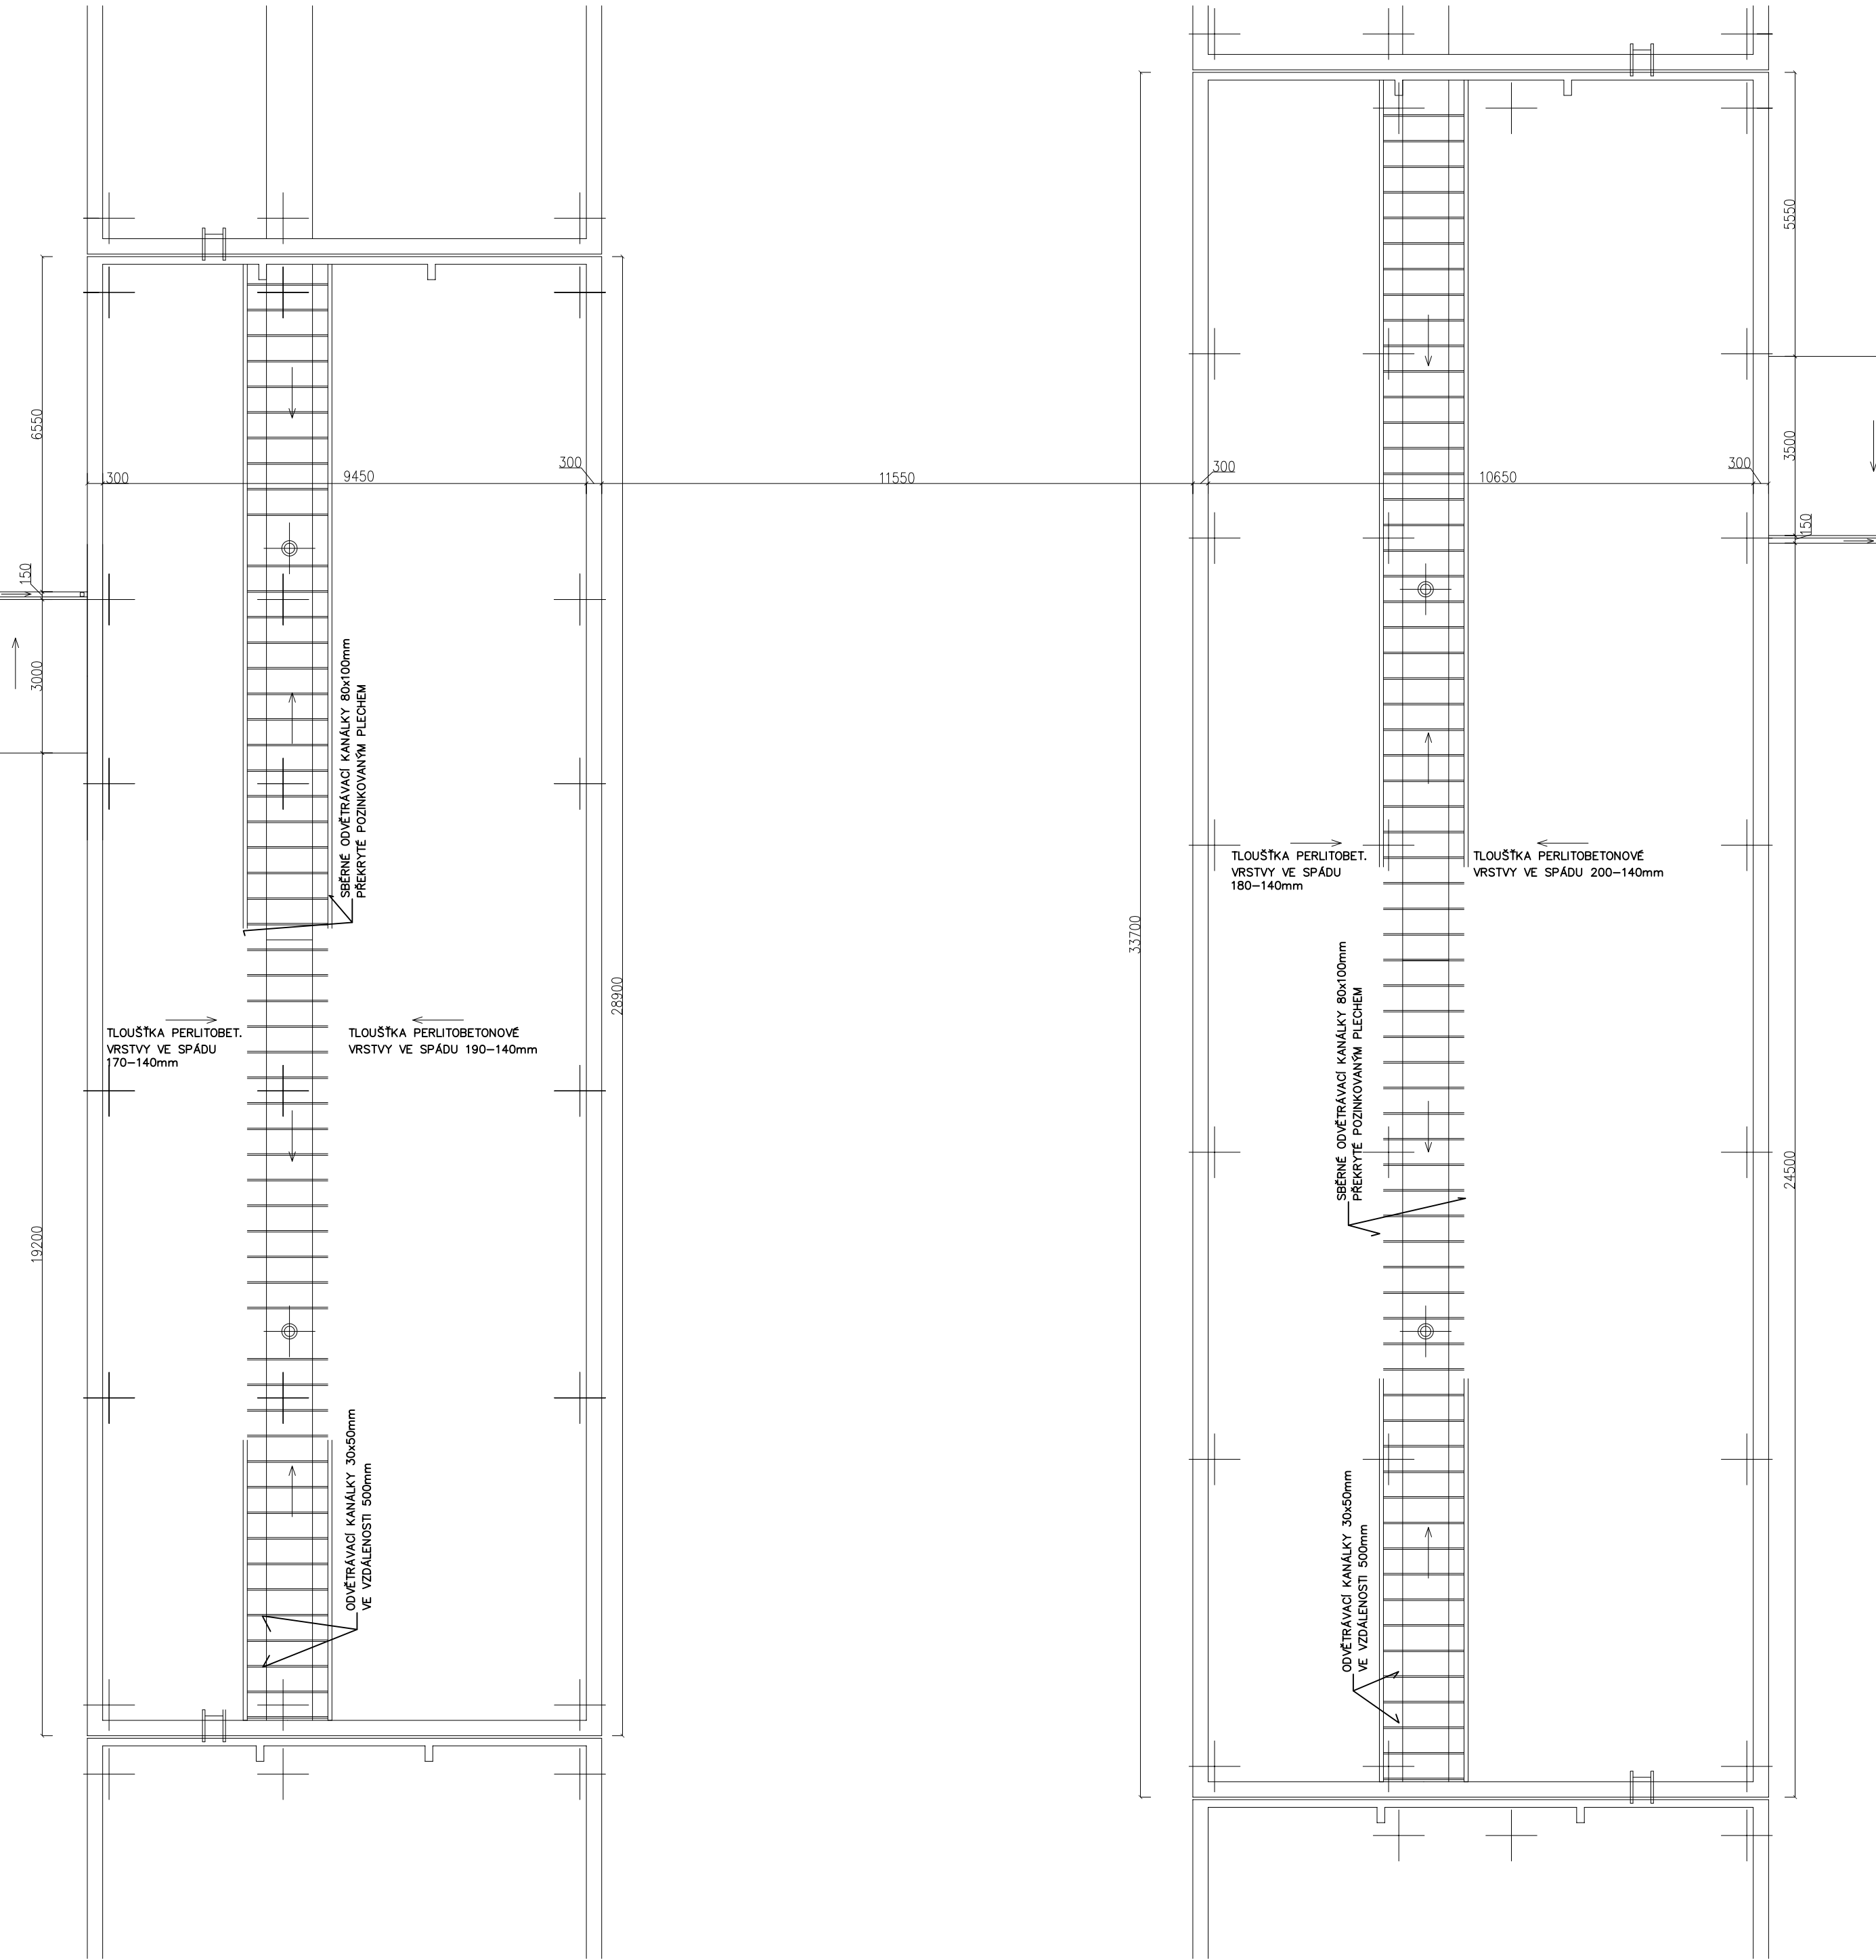 5550
6550
3500
300
9450
300
11550
300
10650
300
150
150
3000
SBĚRNÉ ODVĚTRÁVACÍ KANÁLKY 80x100mm
PŘEKRYTÉ POZINKOVANÝM PLECHEM
TLOUŠŤKA PERLITOBET.
VRSTVY VE SPÁDU
180-140mm
TLOUŠŤKA PERLITOBETONOVÉ
VRSTVY VE SPÁDU 200-140mm
33700
28900
TLOUŠŤKA PERLITOBET.
VRSTVY VE SPÁDU
170-140mm
TLOUŠŤKA PERLITOBETONOVÉ
VRSTVY VE SPÁDU 190-140mm
SBĚRNÉ ODVĚTRÁVACÍ KANÁLKY 80x100mm
PŘEKRYTÉ POZINKOVANÝM PLECHEM
24500
19200
ODVĚTRÁVACÍ KANÁLKY 30x50mm
VE VZDÁLENOSTI 500mm
ODVĚTRÁVACÍ KANÁLKY 30x50mm
VE VZDÁLENOSTI 500mm